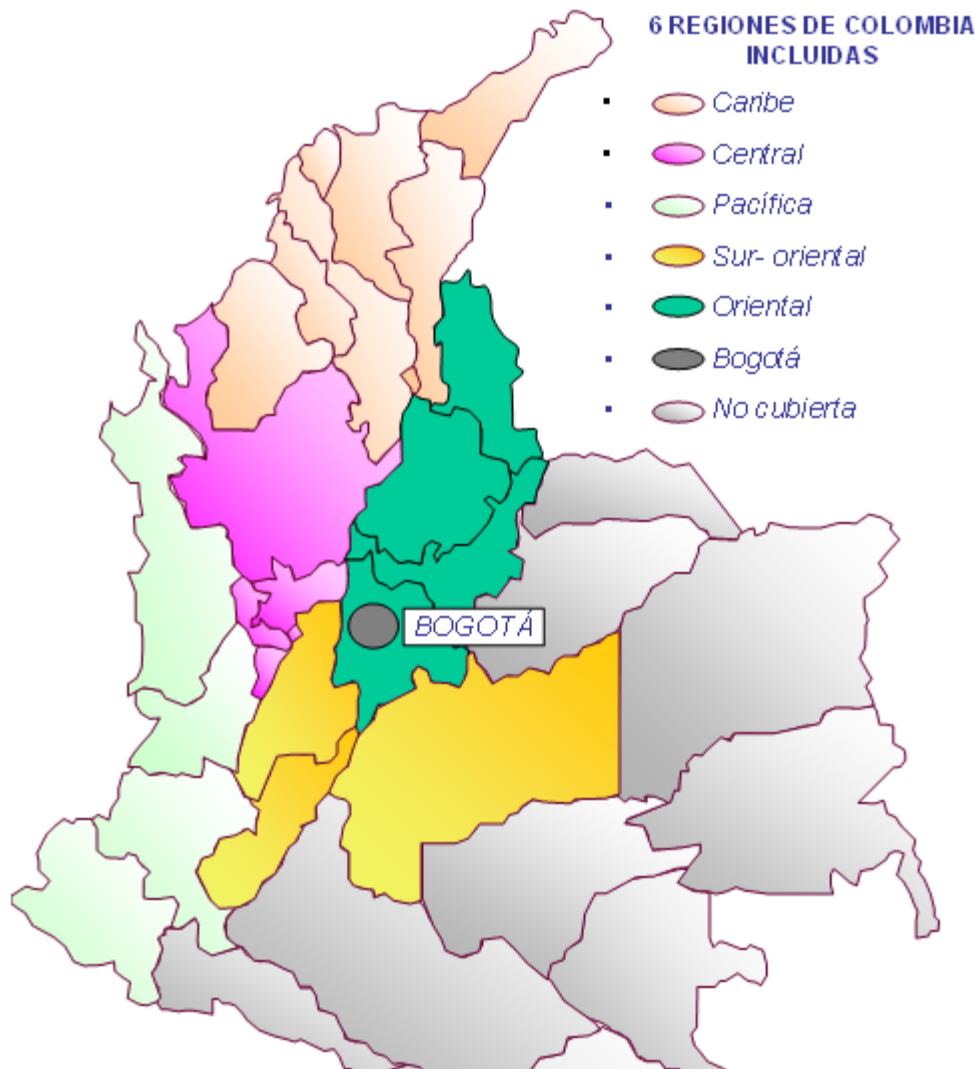 6 REGIONES DE COLOMBIA
INCLUIDAS
Caribe
Central
Pacífica
Sur- oriental
Oriental
Bogotá
No cubierta
BOGOTÁ